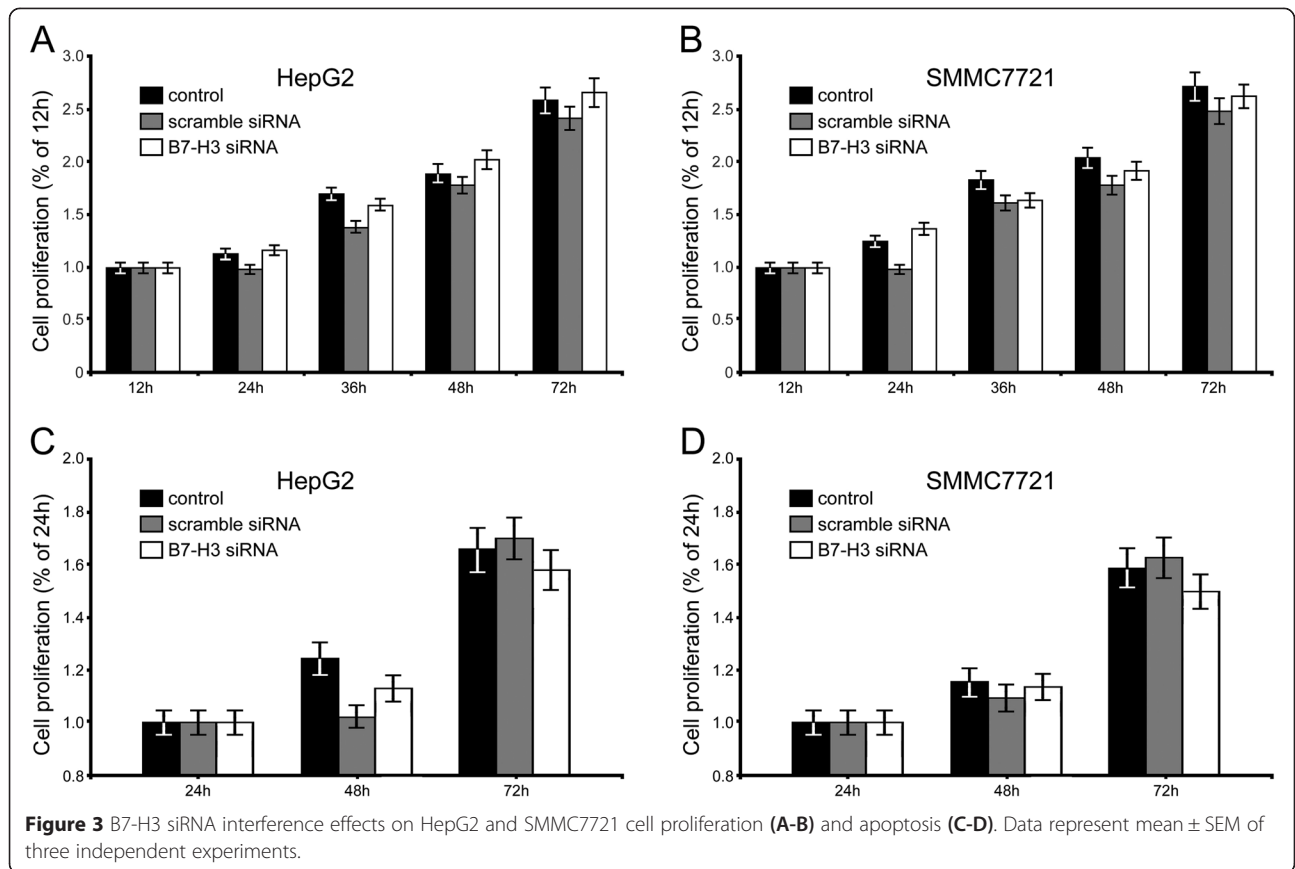 A
HepG2
control
scramble siRNA
B7-H3 siRNA
Cell proliferation (% of 12h)
3.0
2.5
2.0
1.5
1.0
0.5
0
12h 24h 36h 48h 72h
B
SMMC7721
control
scramble siRNA
B7-H3 siRNA
Cell proliferation (% of 12h)
3.0
2.5
2.0
1.5
1.0
0.5
0
12h 24h 36h 48h 72h
C
HepG2
control
scramble siRNA
B7-H3 siRNA
Cell proliferation (% of 24h)
2.0
1.8
1.6
1.4
1.2
1.0
0.8
24h 48h 72h
D
SMMC7721
control
scramble siRNA
B7-H3 siRNA
Cell proliferation (% of 24h)
2.0
1.8
1.6
1.4
1.2
1.0
0.8
24h 48h 72h
Figure 3 B7-H3 siRNA interference effects on HepG2 and SMMC7721 cell proliferation (A-B) and apoptosis (C-D). Data represent mean ± SEM of
three independent experiments.